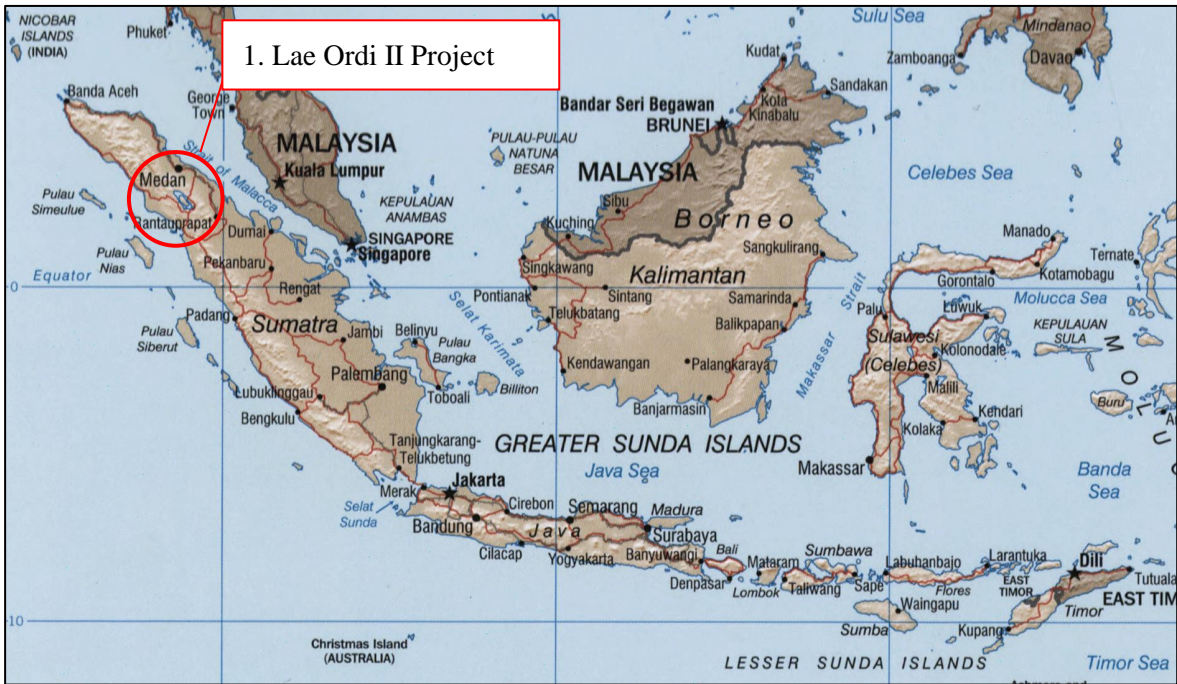 NICOBAR
ISLANDS
(INDIA)
Phuket
1. Lae Ordi II Project
Sulu Sea
Mindanao
Zamboanga
Davao
Kudat
Sandakan
Kota
Kinabalu
Bandar Seri Begawan
BRUNEI
Banda Aceh
George
Town
MALAYSIA
Kuala Lumpur
Strait of Malacca
PULAU-PULAU
NATUNA
BESAR
MALAYSIA
Celebes Sea
Medan
Pulau
Simeulue
Rantauprapat
KEPULAUAN
ANAMBAS
Sibu
Borneo
Kuching
Dumai
SINGAPORE
Singapore
Sangkulirang
Manado
Ternate
Pulau
Nias
Pekanbaru
Singkawang
Kalimantan
Kotamobagu
Gorontalo
Equator
0
Rengat
Selat Karimata
Pontianak
Sintang
Samarinda
Makassar Strait
Palu
Luwuk
Molucca Sea
Padang
Telukbatang
Balikpapan
Sulawesi
(Celebes)
KEPULAUAN
SULA
Pulau
Siberut
Sumatra
Jambi
Belinyu
Pulau
Bangka
Kolonodale
MOLU
Palembang
Kendawangan
Palangkaraya
Malili
Lubuklinggau
Toboali
Billiton
Buru
Bengkulu
Banjarmasin
Kendari
Kolaka
Tanjungkarang-
Telukbetung
GREATER SUNDA ISLANDS
Java Sea
Makassar
Banda
Sea
Merak
Jakarta
Selat
Sunda
Cirebon
Semarang
Madura
Bandung
Java
Surabaya
Cilacap
Yogyakarta
Banyuwangi
Bali
Mataram
Sumbawa
Labuhanbajo
Larantuka
Dili
Denpasar
Lombok
Taliwang
Sape
Flores
EAST
TIMOR
Tutuala
EAST TIM
Waingapu
Timor
Sumba
Kupang
10
Christmas Island
(AUSTRALIA)
LESSER SUNDA ISLANDS
Timor Sea